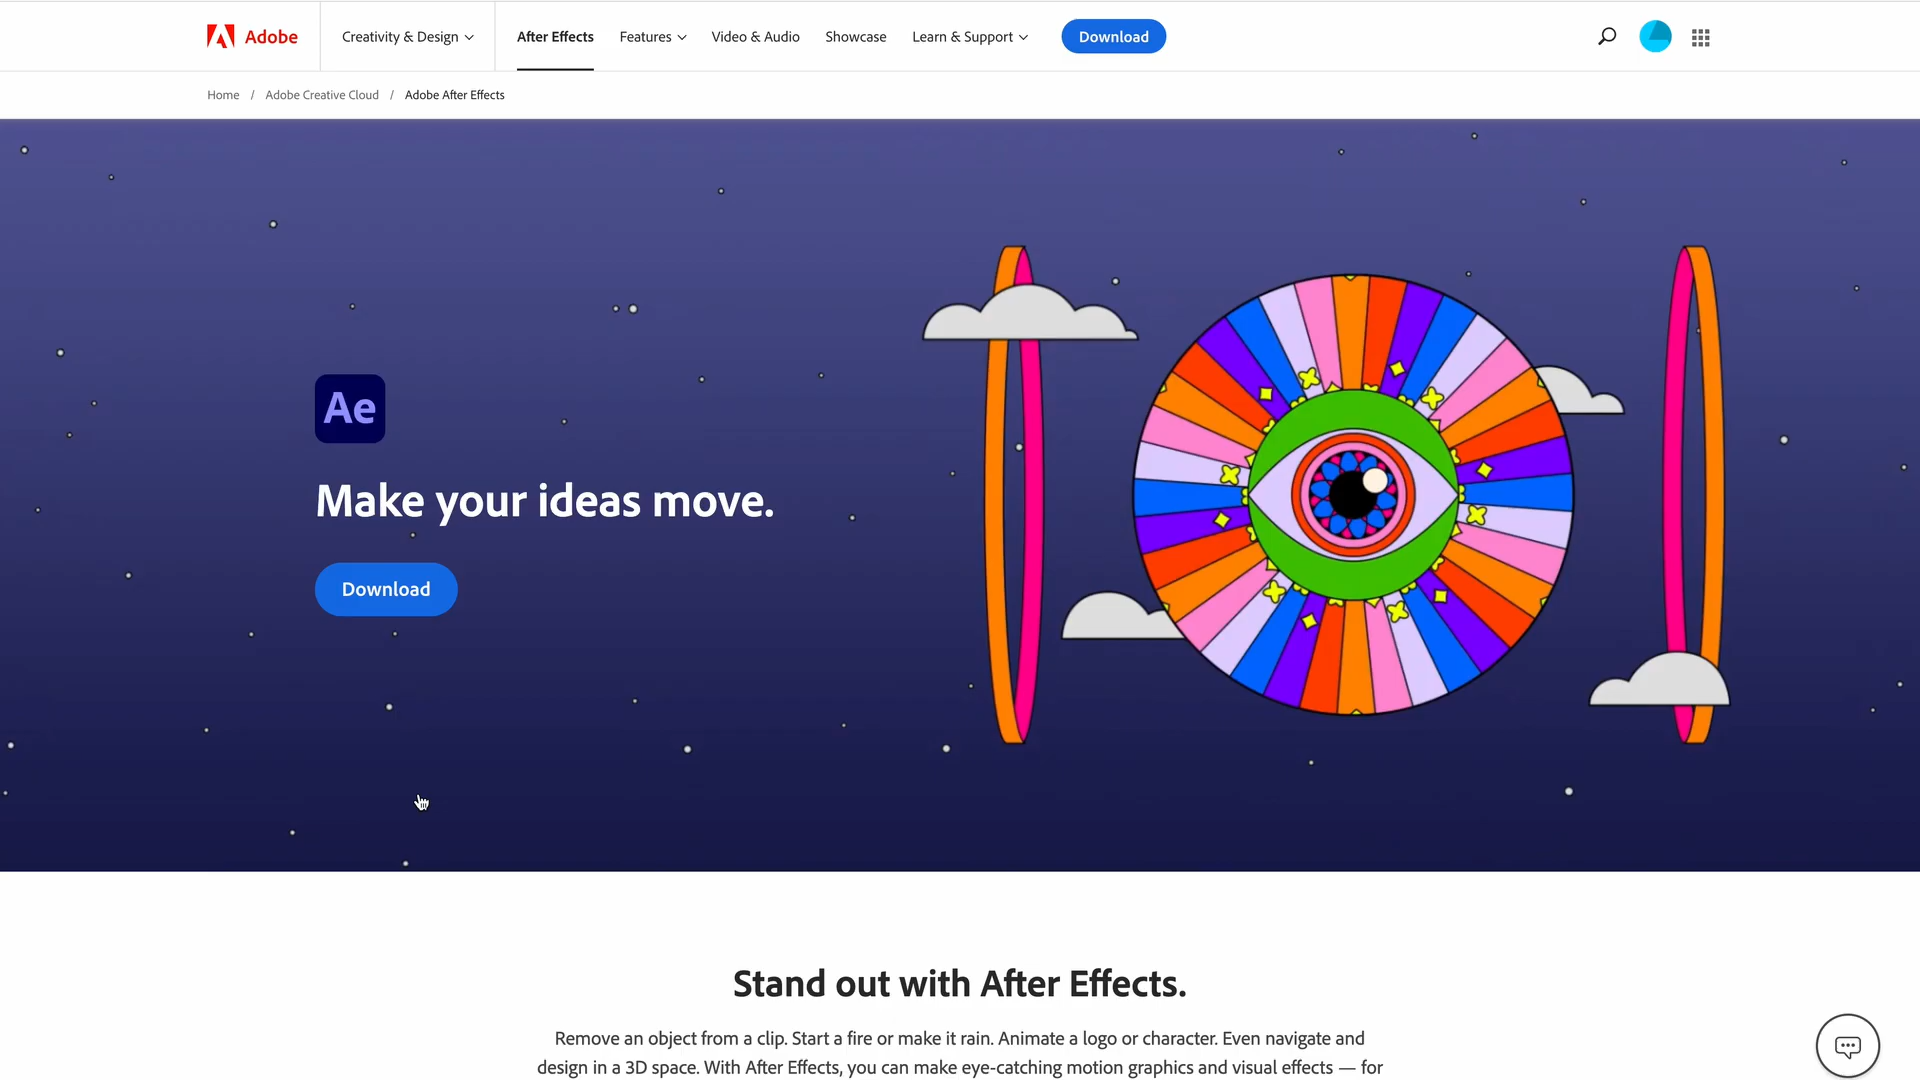 Adobe
Creativity & Design
After Effects
Features
Video & Audio
Showcase
Learn & Support
Download
Home / Adobe Creative Cloud / Adobe After Effects
Ae
Make your ideas move.
Download
Stand out with After Effects.
Remove an object from a clip. Start a fire or make it rain. Animate a logo or character. Even navigate and
design in a 3D space. With After Effects, you can make eye-catching motion graphics and visual effects — for